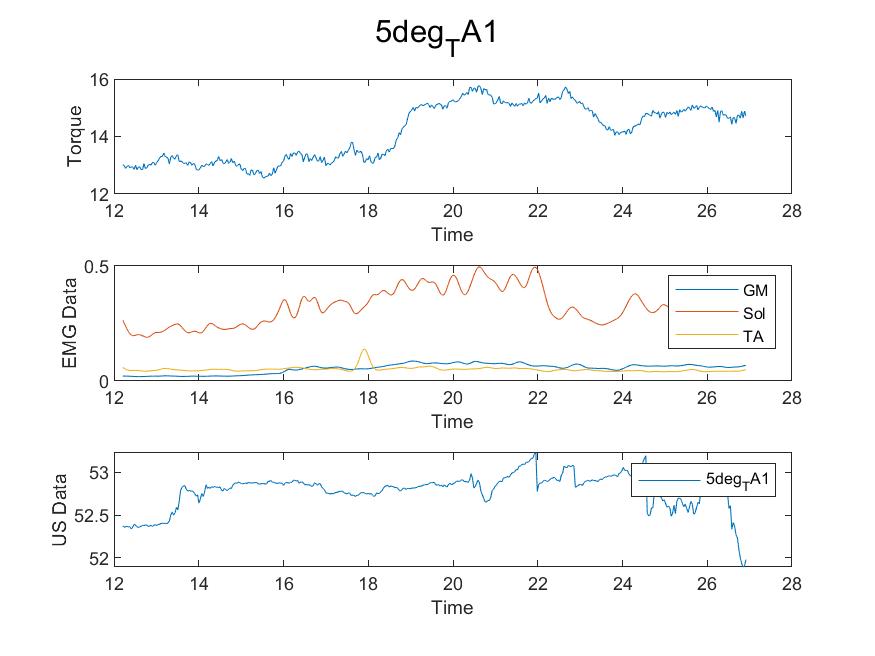 5deg_TA1
16
14
12
Torque
12 14 16 18 20 22 24 26 28
Time
0.5
0
EMG Data
GM
Sol
TA
12 14 16 18 20 22 24 26 28
Time
53
52.5
52
US Data
5deg_TA1
12 14 16 18 20 22 24 26 28
Time